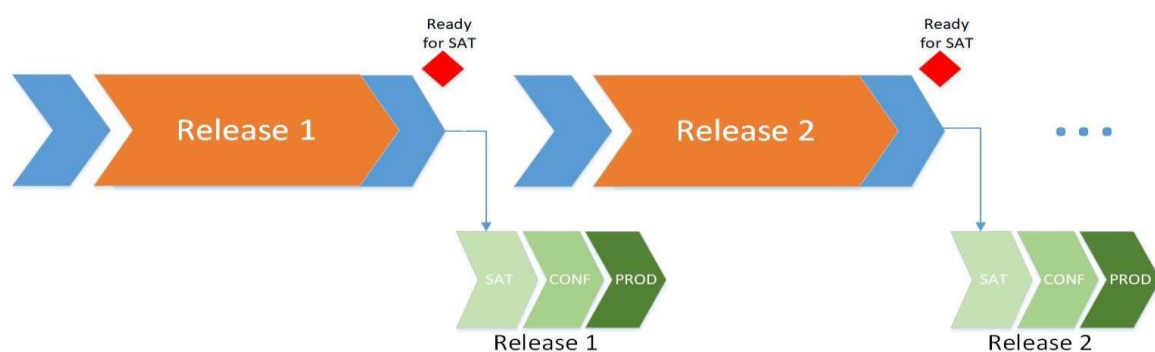 Ready
for SAT
Ready
for SAT
Release 1
Release 2
SAT
CONF
PROD
SAT
CONF
PROD
Release 1
Release 2